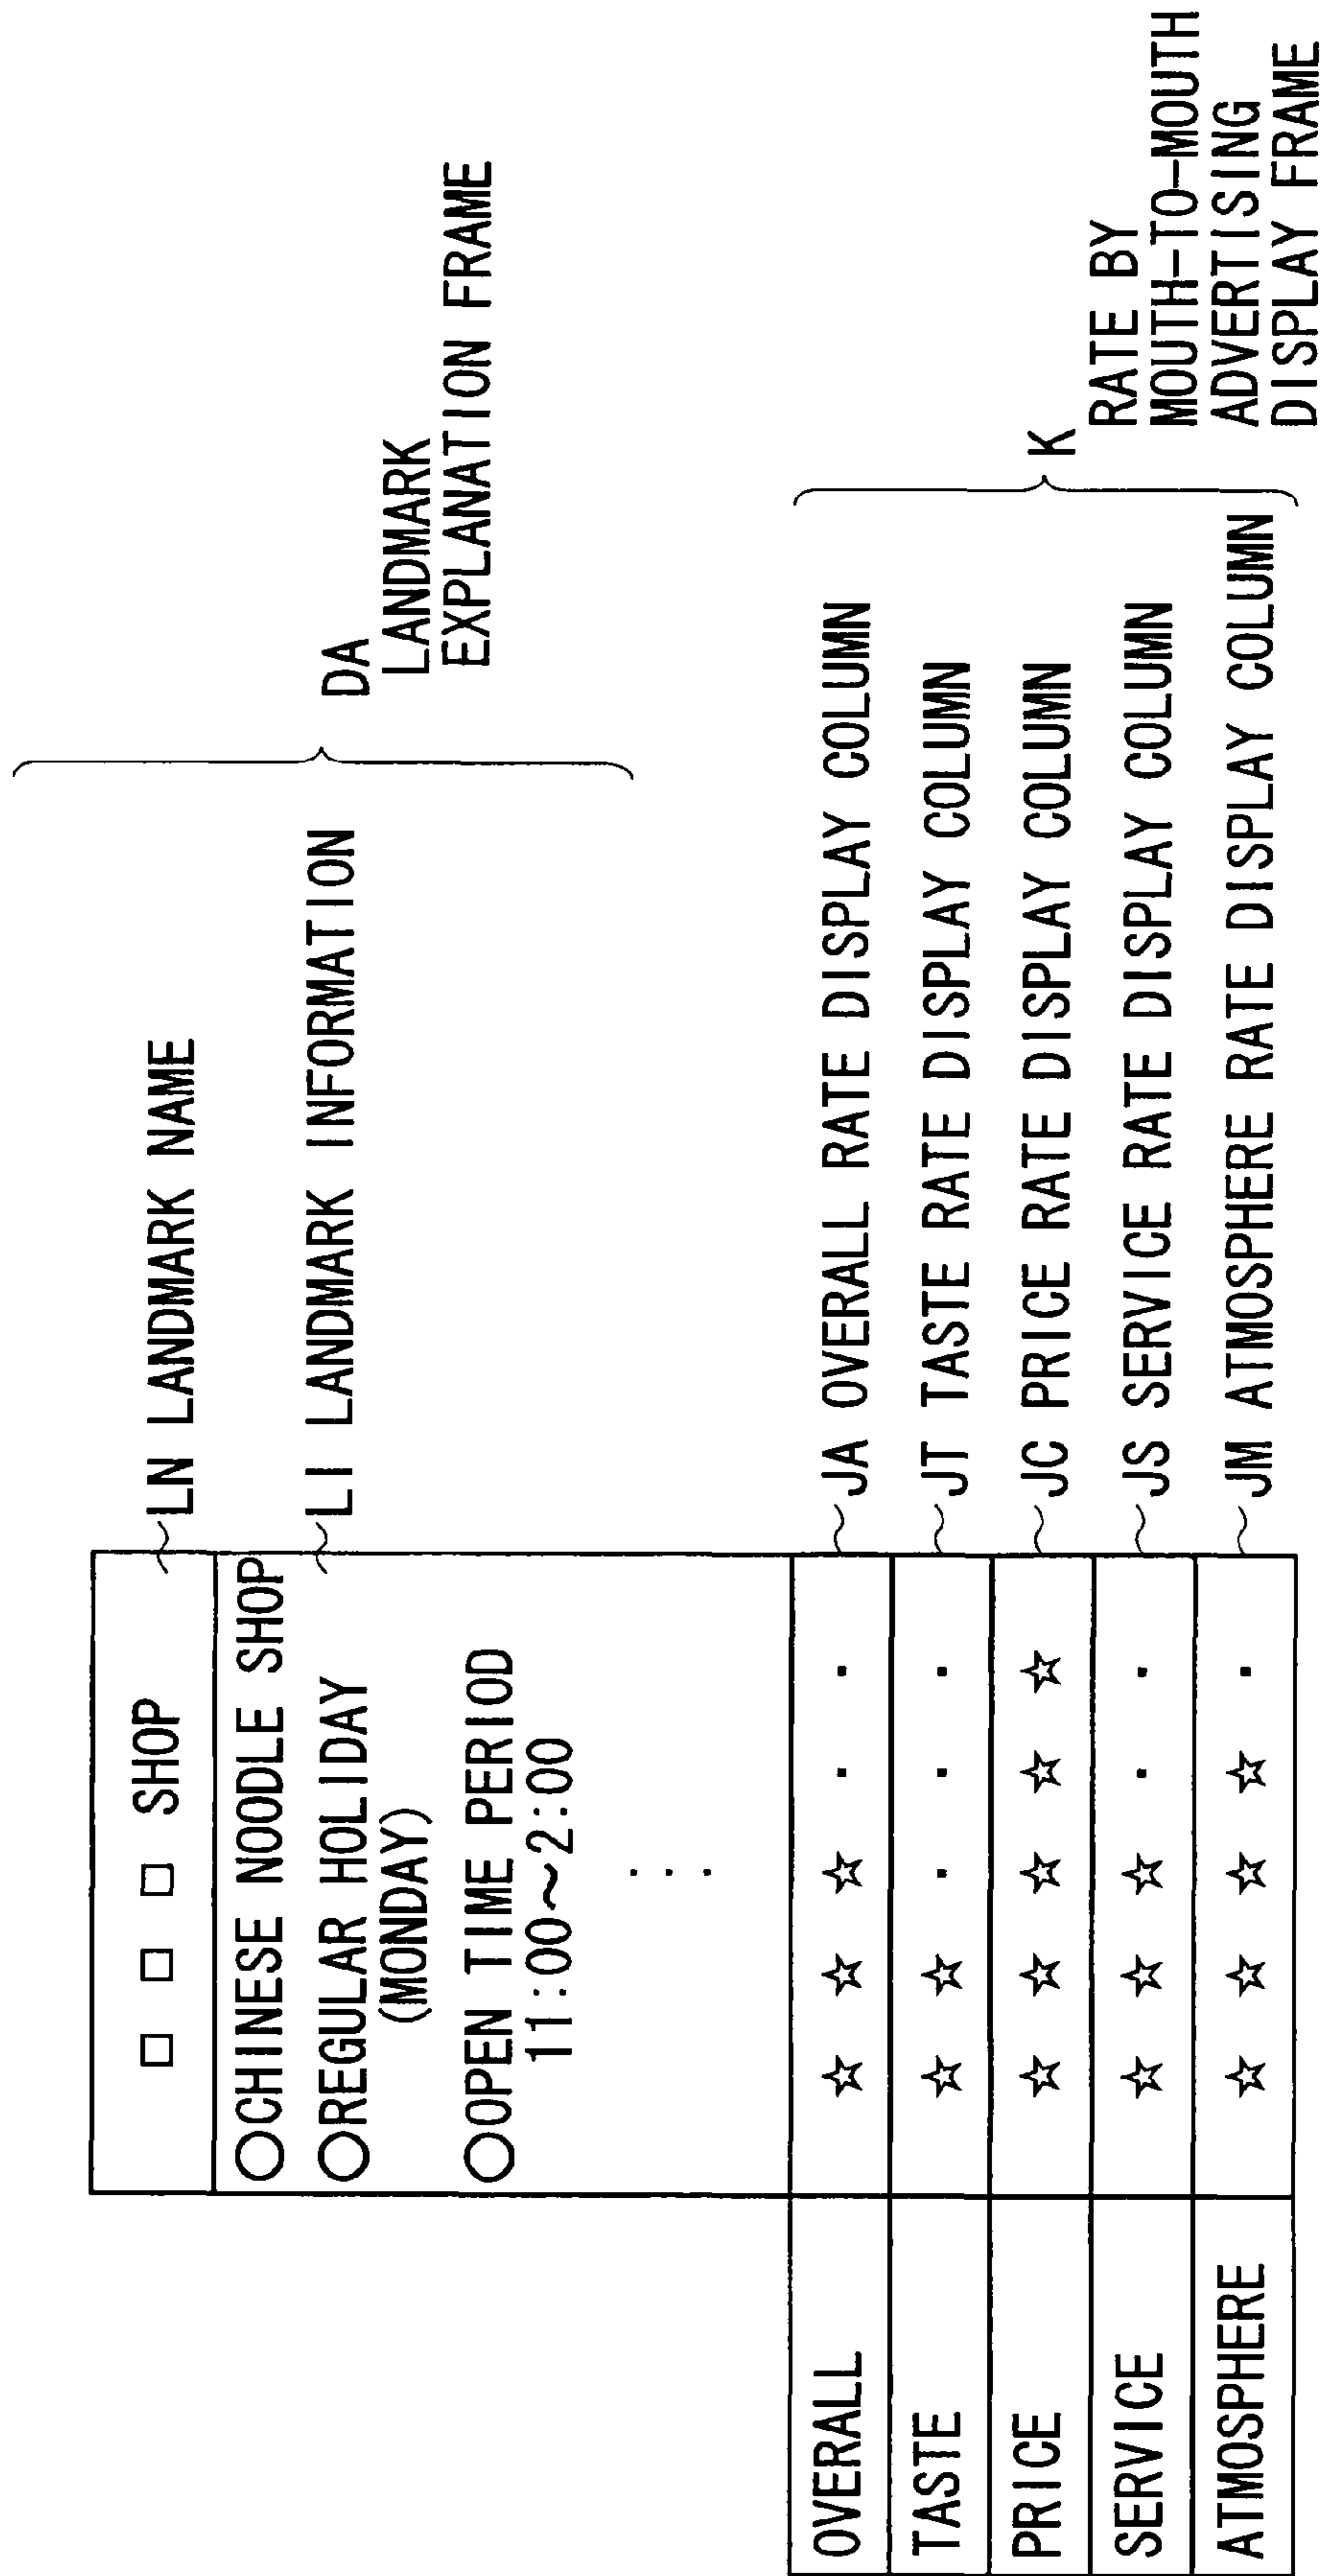 □ □ □ SHOP
LN LANDMARK NAME
○CHINESE NOODLE SHOP
○REGULAR HOLIDAY
(MONDAY)
○OPEN TIME PERIOD
11:00~2:00
...
LI LANDMARK INFORMATION
DA
LANDMARK
EXPLANATION FRAME
OVERALL ☆ ☆ ☆ · · JA OVERALL RATE DISPLAY COLUMN
TASTE ☆ ☆ · · · JT TASTE RATE DISPLAY COLUMN
PRICE ☆ ☆ ☆ ☆ ☆ JC PRICE RATE DISPLAY COLUMN
SERVICE ☆ ☆ ☆ · · JS SERVICE RATE DISPLAY COLUMN
ATMOSPHERE ☆ ☆ ☆ ☆ · JM ATMOSPHERE RATE DISPLAY COLUMN
K
RATE BY
MOUTH-TO-MOUTH
ADVERTISING
DISPLAY FRAME